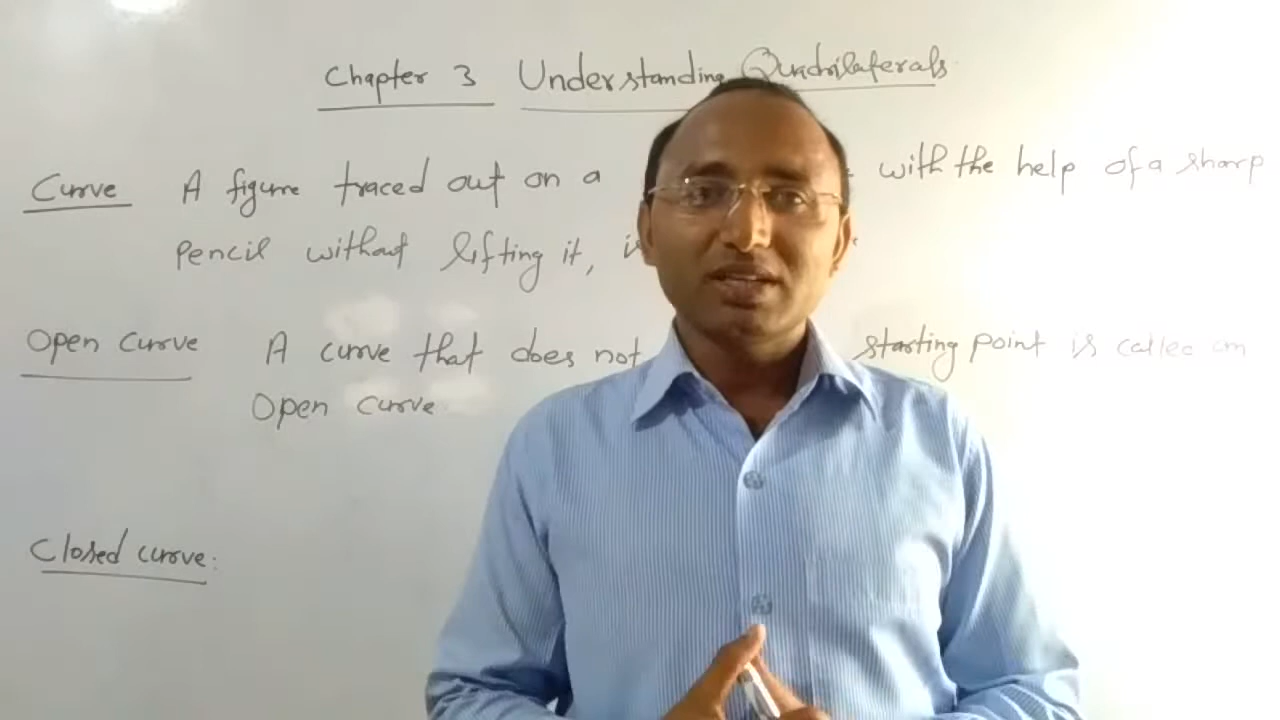 Chapter 3 Understanding Quadrilaterals
Curve A figure traced out on a with the help of a sharp
pencil without lifting it,
Open curve A curve that does not starting point is called an
Open curve
Closed curve: